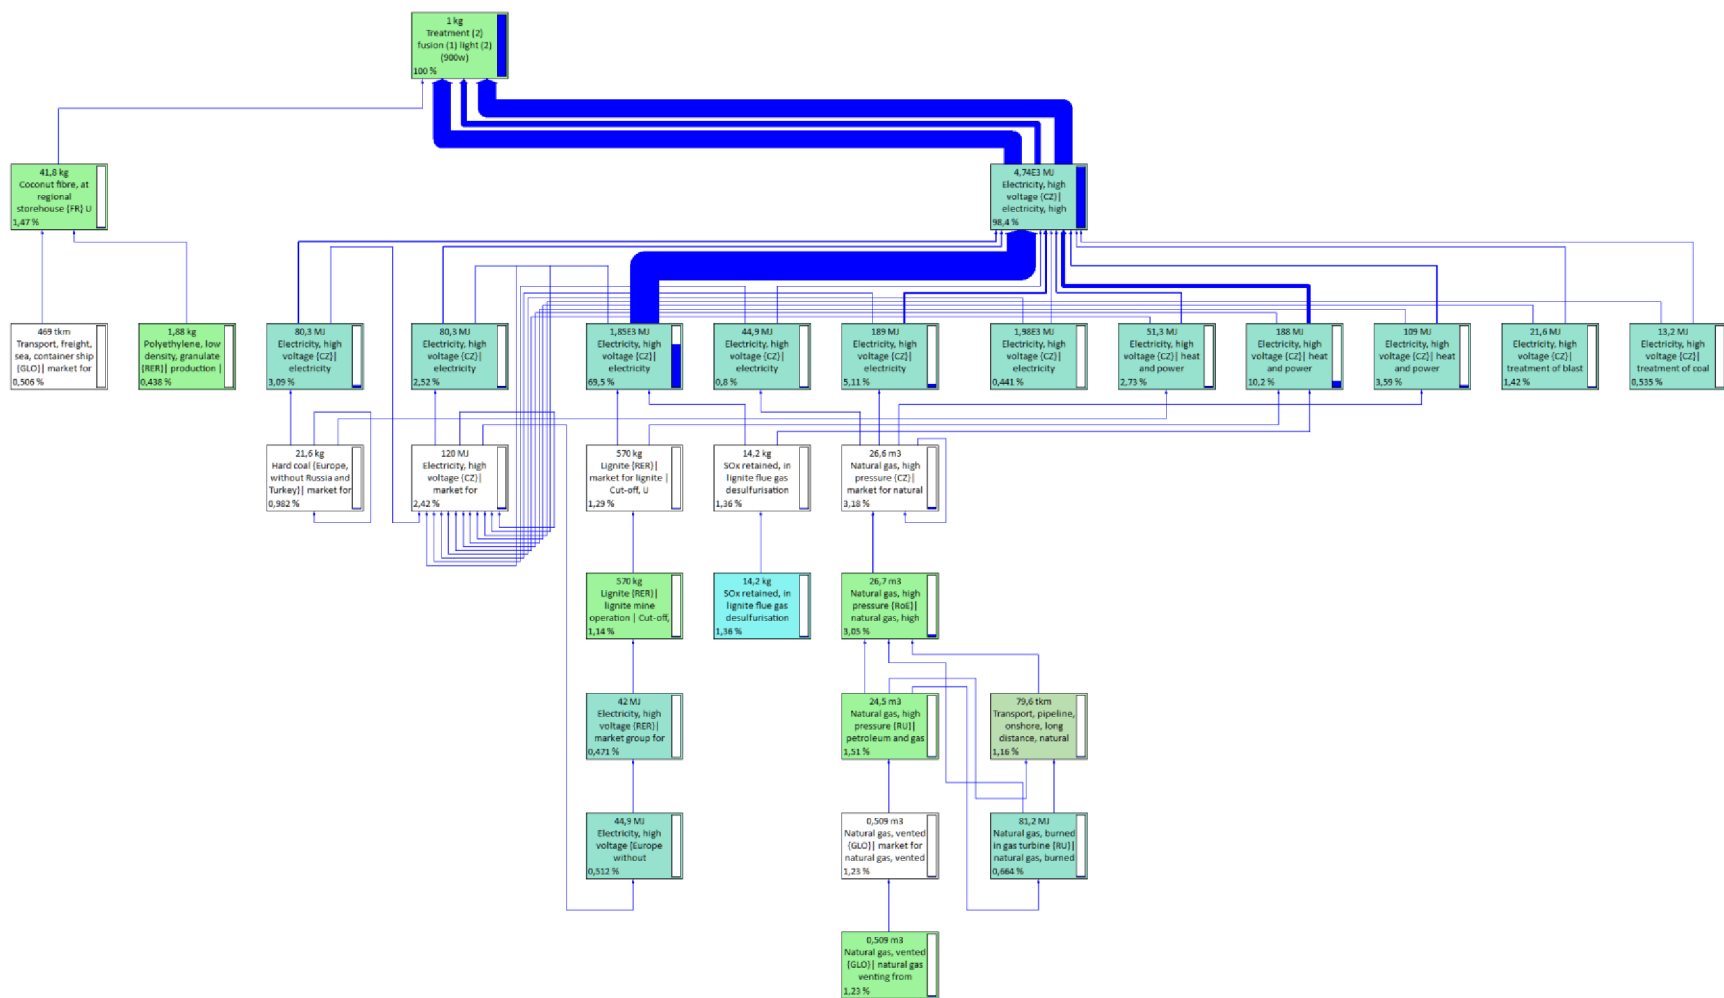 1 kg
Treatment (2)
fusion (1) light (2)
(900w)
100 %
41,8 kg
Coconut fibre, at
regional
storehouse {FR} U
1,47 %
4,74E3 MJ
Electricity, high
voltage {CZ}|
electricity, high
98,4 %
469 tkm
Transport, freight,
sea, container ship
{GLO}| market for
0,506 %
1,88 kg
Polyethylene, low
density, granulate
{RER}| production |
0,438 %
80,3 MJ
Electricity, high
voltage {CZ}|
electricity
3,09 %
80,3 MJ
Electricity, high
voltage {CZ}|
electricity
2,52 %
1,85E3 MJ
Electricity, high
voltage {CZ}|
electricity
69,5 %
44,9 MJ
Electricity, high
voltage {CZ}|
electricity
0,8 %
189 MJ
Electricity, high
voltage {CZ}|
electricity
5,11 %
1,98E3 MJ
Electricity, high
voltage {CZ}|
electricity
0,441 %
51,3 MJ
Electricity, high
voltage {CZ}| heat
and power
2,73 %
188 MJ
Electricity, high
voltage {CZ}| heat
and power
10,2 %
109 MJ
Electricity, high
voltage {CZ}| heat
and power
3,59 %
21,6 MJ
Electricity, high
voltage {CZ}|
treatment of blast
1,42 %
13,2 MJ
Electricity, high
voltage {CZ}|
treatment of coal
0,535 %
21,6 kg
Hard coal {Europe,
without Russia and
Turkey}| market for
0,982 %
120 MJ
Electricity, high
voltage {CZ}|
market for
2,42 %
570 kg
Lignite {RER}|
market for lignite |
Cut-off, U
1,29 %
14,2 kg
SOx retained, in
lignite flue gas
desulfurisation
1,36 %
26,6 m3
Natural gas, high
pressure {CZ}|
market for natural
3,18 %
570 kg
Lignite {RER}|
lignite mine
operation | Cut-off,
1,14 %
14,2 kg
SOx retained, in
lignite flue gas
desulfurisation
1,36 %
26,7 m3
Natural gas, high
pressure {RoE}|
natural gas, high
3,05 %
42 MJ
Electricity, high
voltage {RER}|
market group for
0,471 %
24,5 m3
Natural gas, high
pressure {RU}|
petroleum and gas
1,51 %
79,6 tkm
Transport, pipeline,
onshore, long
distance, natural
1,16 %
44,9 MJ
Electricity, high
voltage {Europe
without
0,512 %
0,509 m3
Natural gas, vented
{GLO}| market for
natural gas, vented
1,23 %
81,2 MJ
Natural gas, burned
in gas turbine {RU}|
natural gas, burned
0,664 %
0,509 m3
Natural gas, vented
{GLO}| natural gas
venting from
1,23 %